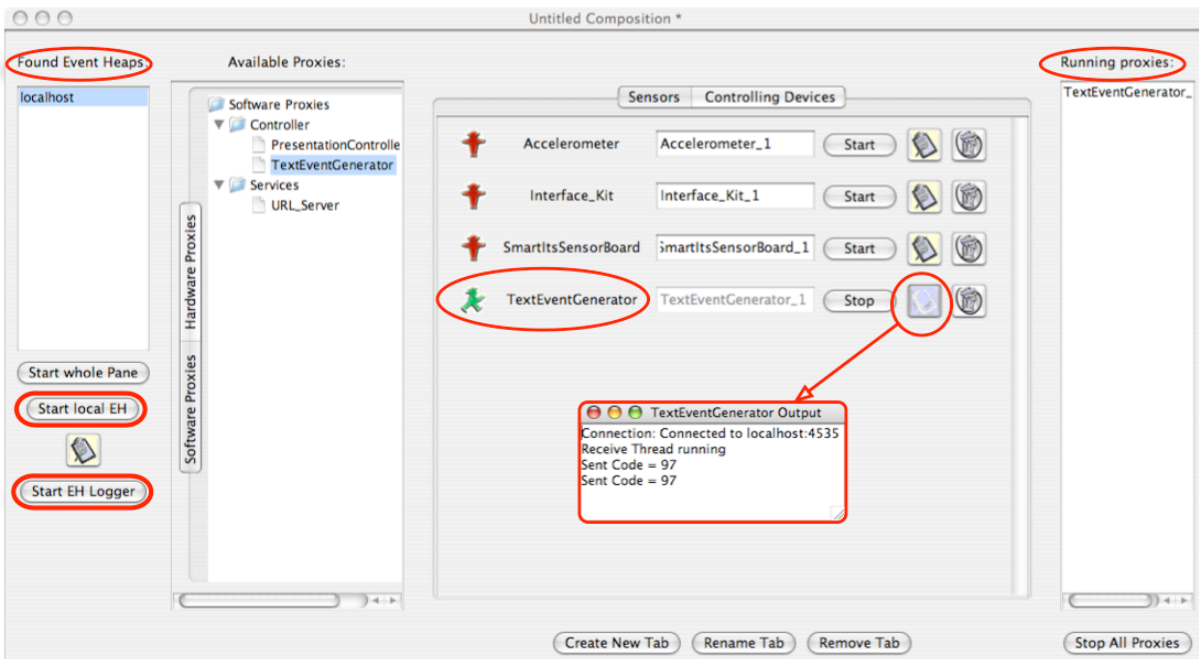 Untitled Composition *
Found Event Heaps:
localhost
Start whole Pane
Start local EH
Start EH Logger
Available Proxies:
Hardware Proxies
Software Proxies
Software Proxies
Controller
PresentationControlle
TextEventGenerator
Services
URL_Server
Sensors
Controlling Devices
Accelerometer Accelerometer_1 Start
Interface_Kit Interface_Kit_1 Start
SmartItsSensorBoard SmartItsSensorBoard_1 Start
TextEventGenerator TextEventGenerator_1 Stop
TextEventGenerator Output
Connection: Connected to localhost:4535
Receive Thread running
Sent Code = 97
Sent Code = 97
Create New Tab
Rename Tab
Remove Tab
Running proxies:
TextEventGenerator_
Stop All Proxies